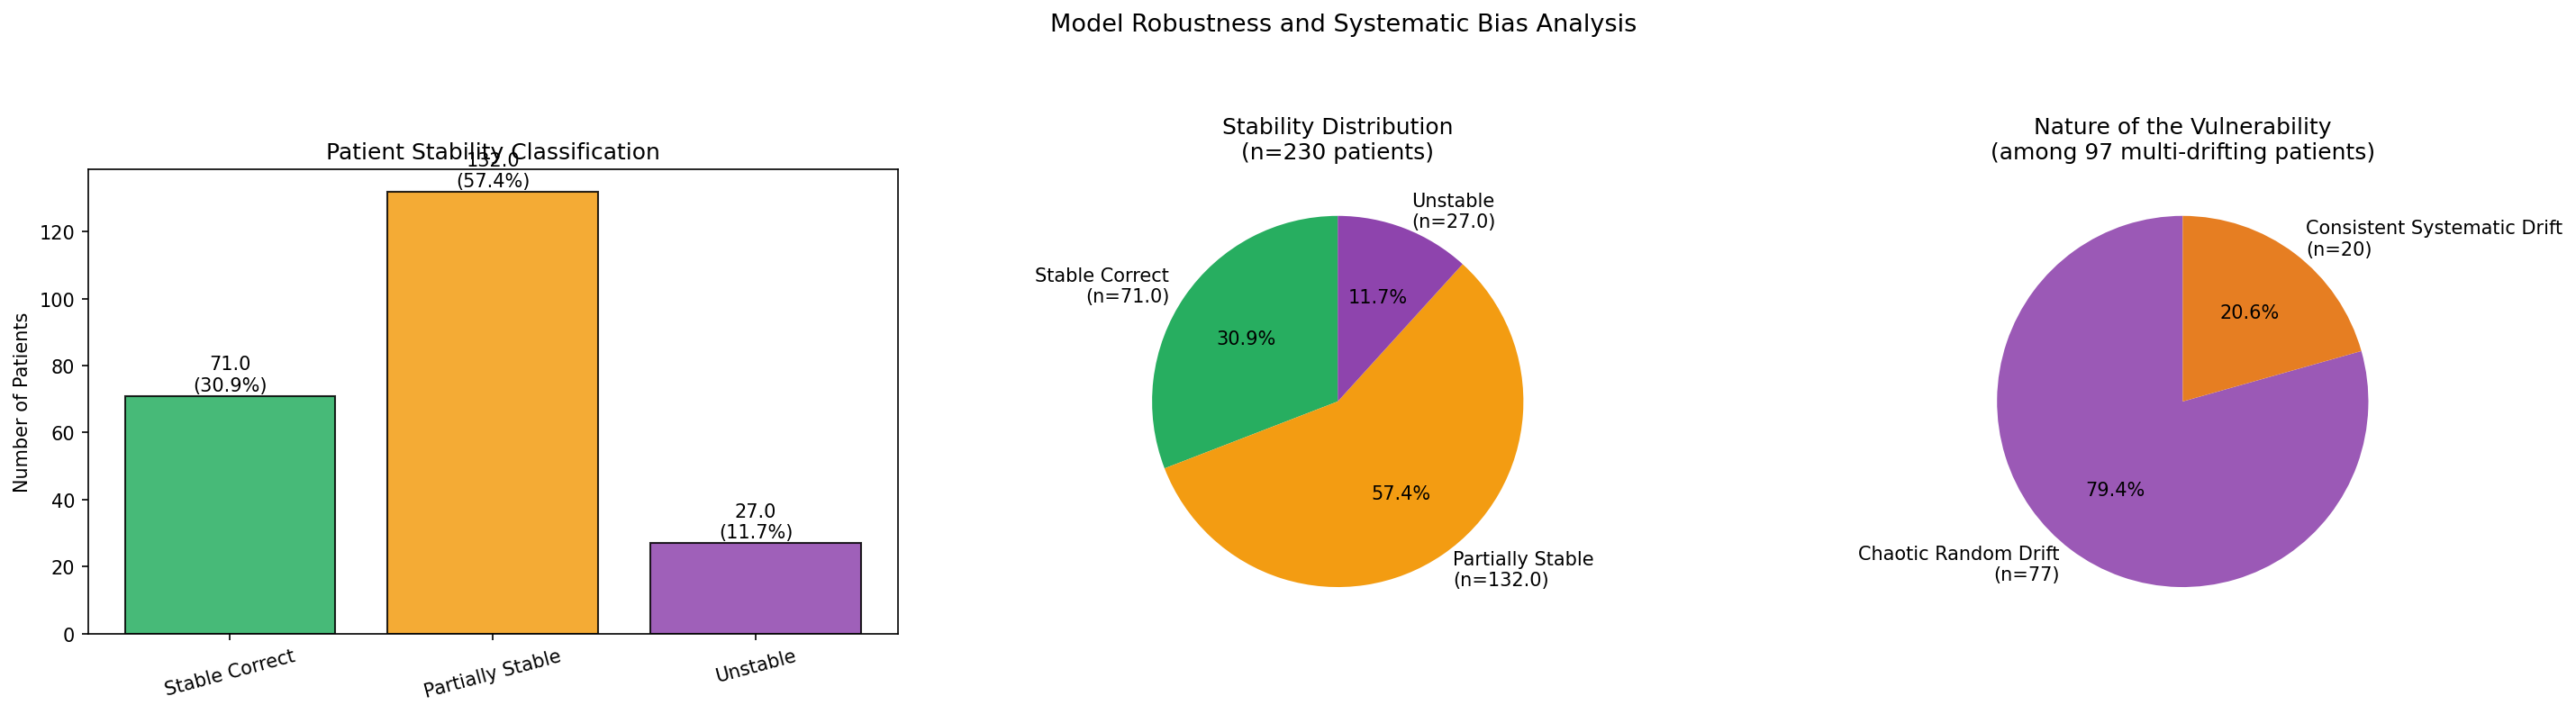 Model Robustness and Systematic Bias Analysis
Patient Stability Classification
Number of Patients
120
100
80
60
40
20
0
71.0
(30.9%)
132.0
(57.4%)
27.0
(11.7%)
Stable Correct
Partially Stable
Unstable
Stability Distribution
(n=230 patients)
Unstable
(n=27.0)
Stable Correct
(n=71.0)
11.7%
30.9%
57.4%
Partially Stable
(n=132.0)
Nature of the Vulnerability
(among 97 multi-drifting patients)
Consistent Systematic Drift
(n=20)
20.6%
79.4%
Chaotic Random Drift
(n=77)